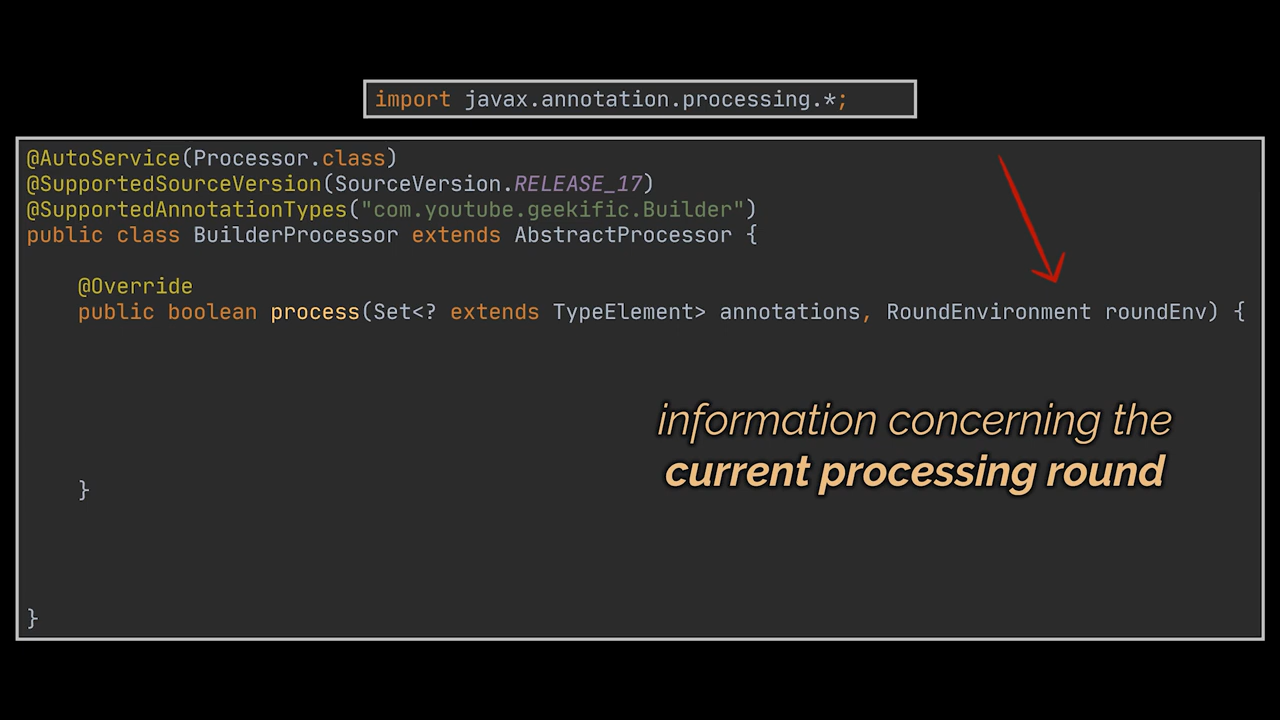 import javax.annotation.processing.*;
@AutoService(Processor.class)
@SupportedSourceVersion(SourceVersion.RELEASE_17)
@SupportedAnnotationTypes("com.youtube.geekific.Builder")
public class BuilderProcessor extends AbstractProcessor {
@Override
public boolean process(Set<? extends TypeElement> annotations, RoundEnvironment roundEnv) {
information concerning the
current processing round
}
}